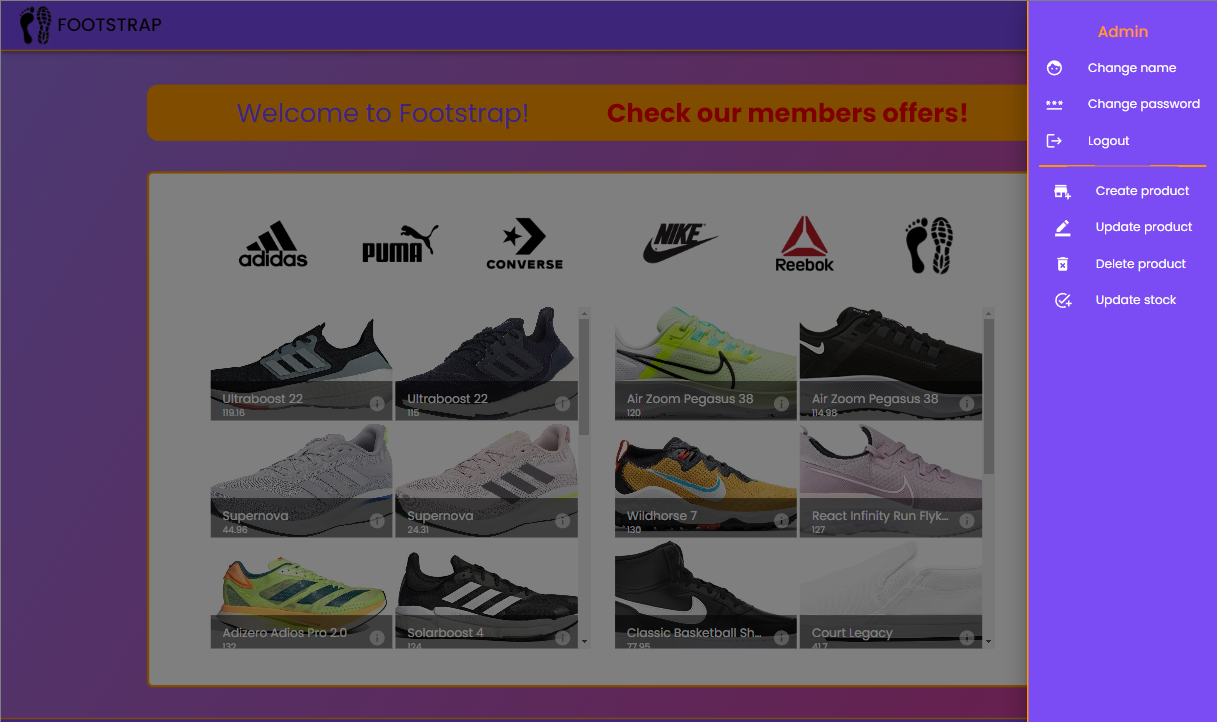 FOOTSTRAP
Welcome to Footstrap! Check our members offers!
adidas
PUMA
CONVERSE
NIKE
Reebok
Ultraboost 22
119.16
Ultraboost 22
115
Air Zoom Pegasus 38
120
Air Zoom Pegasus 38
114.98
Supernova
44.96
Supernova
24.31
Wildhorse 7
130
React Infinity Run Flyk...
127
Adizero Adios Pro 2.0
132
Solarboost 4
124
Classic Basketball Sh...
77.95
Court Legacy
41.7
Admin
Change name
Change password
Logout
Create product
Update product
Delete product
Update stock